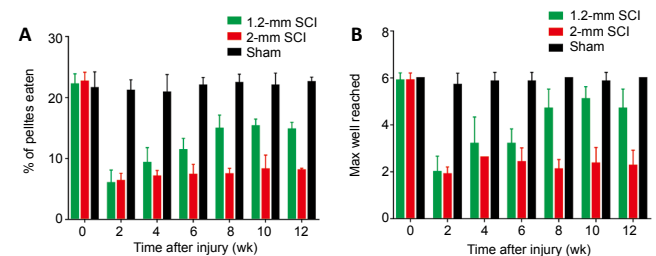 A
1.2-mm SCI
2-mm SCI
Sham
% of pelltes eaten
30
20
10
0
0 2 4 6 8 10 12
Time after injury (wk)
B
1.2-mm SCI
2-mm SCI
Sham
Max well reached
8
6
4
2
0
0 2 4 6 8 10 12
Time after injury (wk)